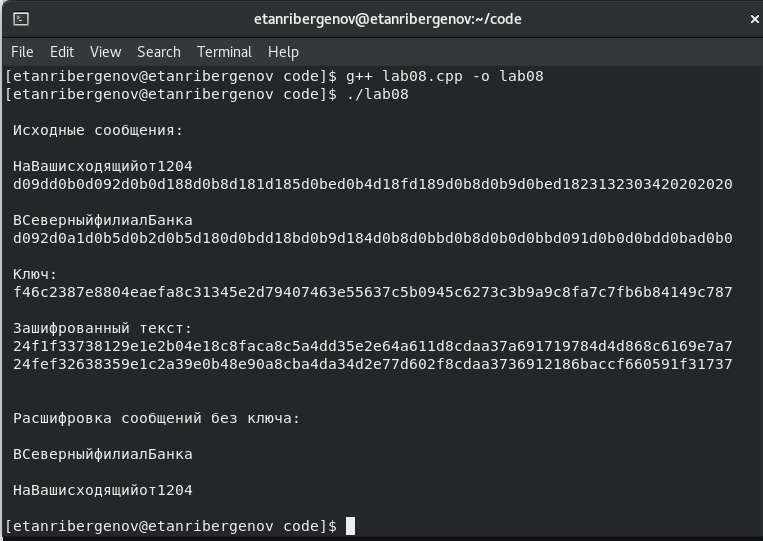 etanribergenov@etanribergenov:~/code
File Edit View Search Terminal Help
[etanribergenov@etanribergenov code]$ g++ lab08.cpp -o lab08
[etanribergenov@etanribergenov code]$ ./lab08
Исходные сообщения:
НаВашисходящийот1204
d09dd0b0d092d0b0d188d0b8d181d185d0bed0b4d18fd189d0b8d0b9d0bed1823132303420202020
ВСеверныйфилиалБанка
d092d0a1d0b5d0b2d0b5d180d0bdd18bd0b9d184d0b8d0bbd0b8d0b0d0bbd091d0b0d0bdd0bad0b0
Ключ:
f46c2387e8804eaefa8c31345e2d79407463e55637c5b0945c6273c3b9a9c8fa7c7fb6b84149c787
Зашифрованный текст:
24f1f33738129e1e2b04e18c8faca8c5a4dd35e2e64a611d8cdaa37a691719784d4d868c6169e7a7
24fef32638359e1c2a39e0b48e90a8cba4da34d2e77d602f8cdaa3736912186baccf660591f31737
Расшифровка сообщений без ключа:
ВСеверныйфилиалБанка
НаВашисходящийот1204
[etanribergenov@etanribergenov code]$